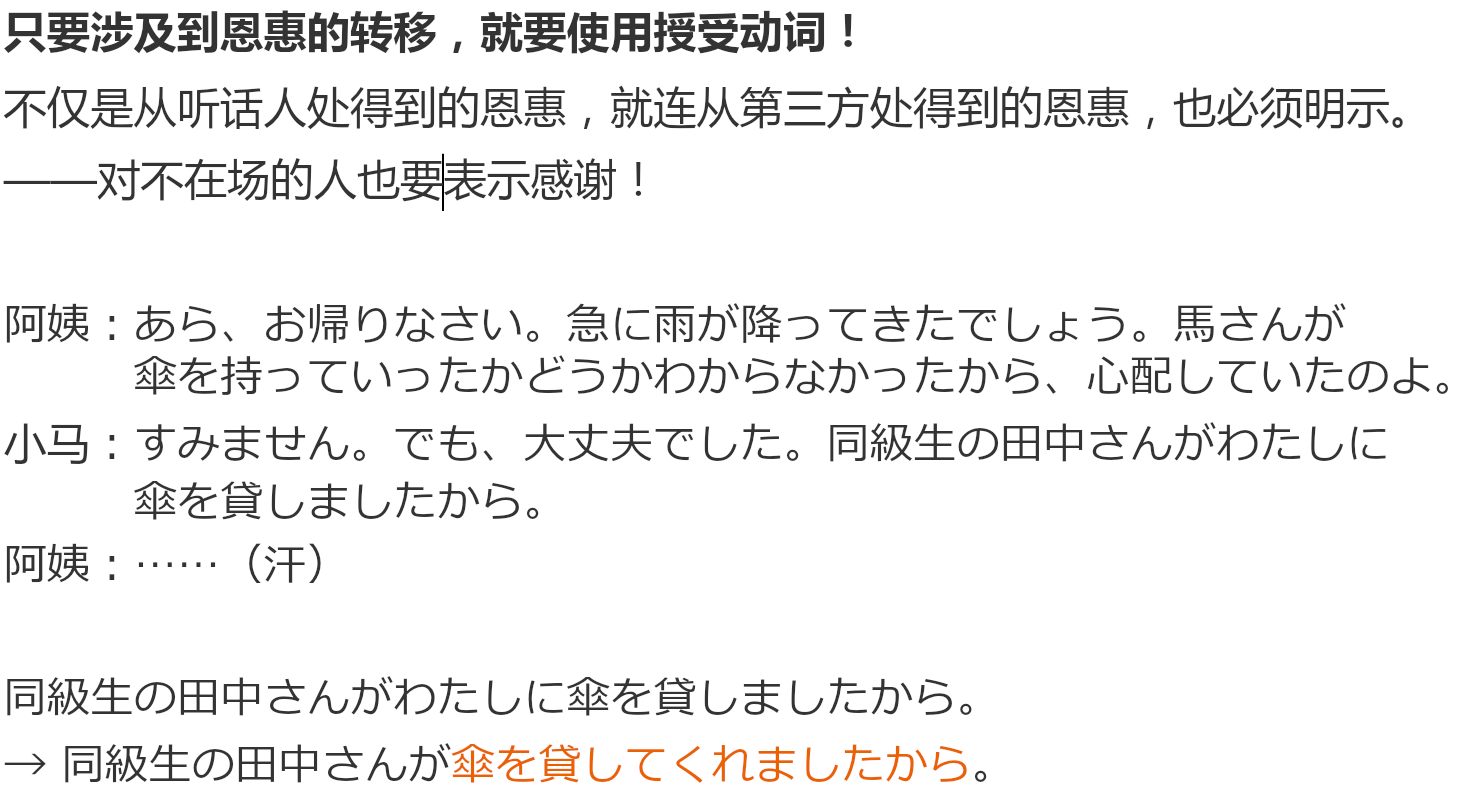 只要涉及到恩惠的转移，就要使用授受动词！
不仅是从听话人处得到的恩惠，就连从第三方处得到的恩惠，也必须明示。
——对不在场的人也要表示感谢！
阿姨：あら、お帰りなさい。急に雨が降ってきたでしょう。馬さんが
傘を持っていったかどうかわからなかったから、心配していたのよ。
小马：すみません。でも、大丈夫でした。同級生の田中さんがわたしに
傘を貸しましたから。
阿姨：……（汗）
同級生の田中さんがわたしに傘を貸しましたから。
→ 同級生の田中さんが傘を貸してくれましたから。